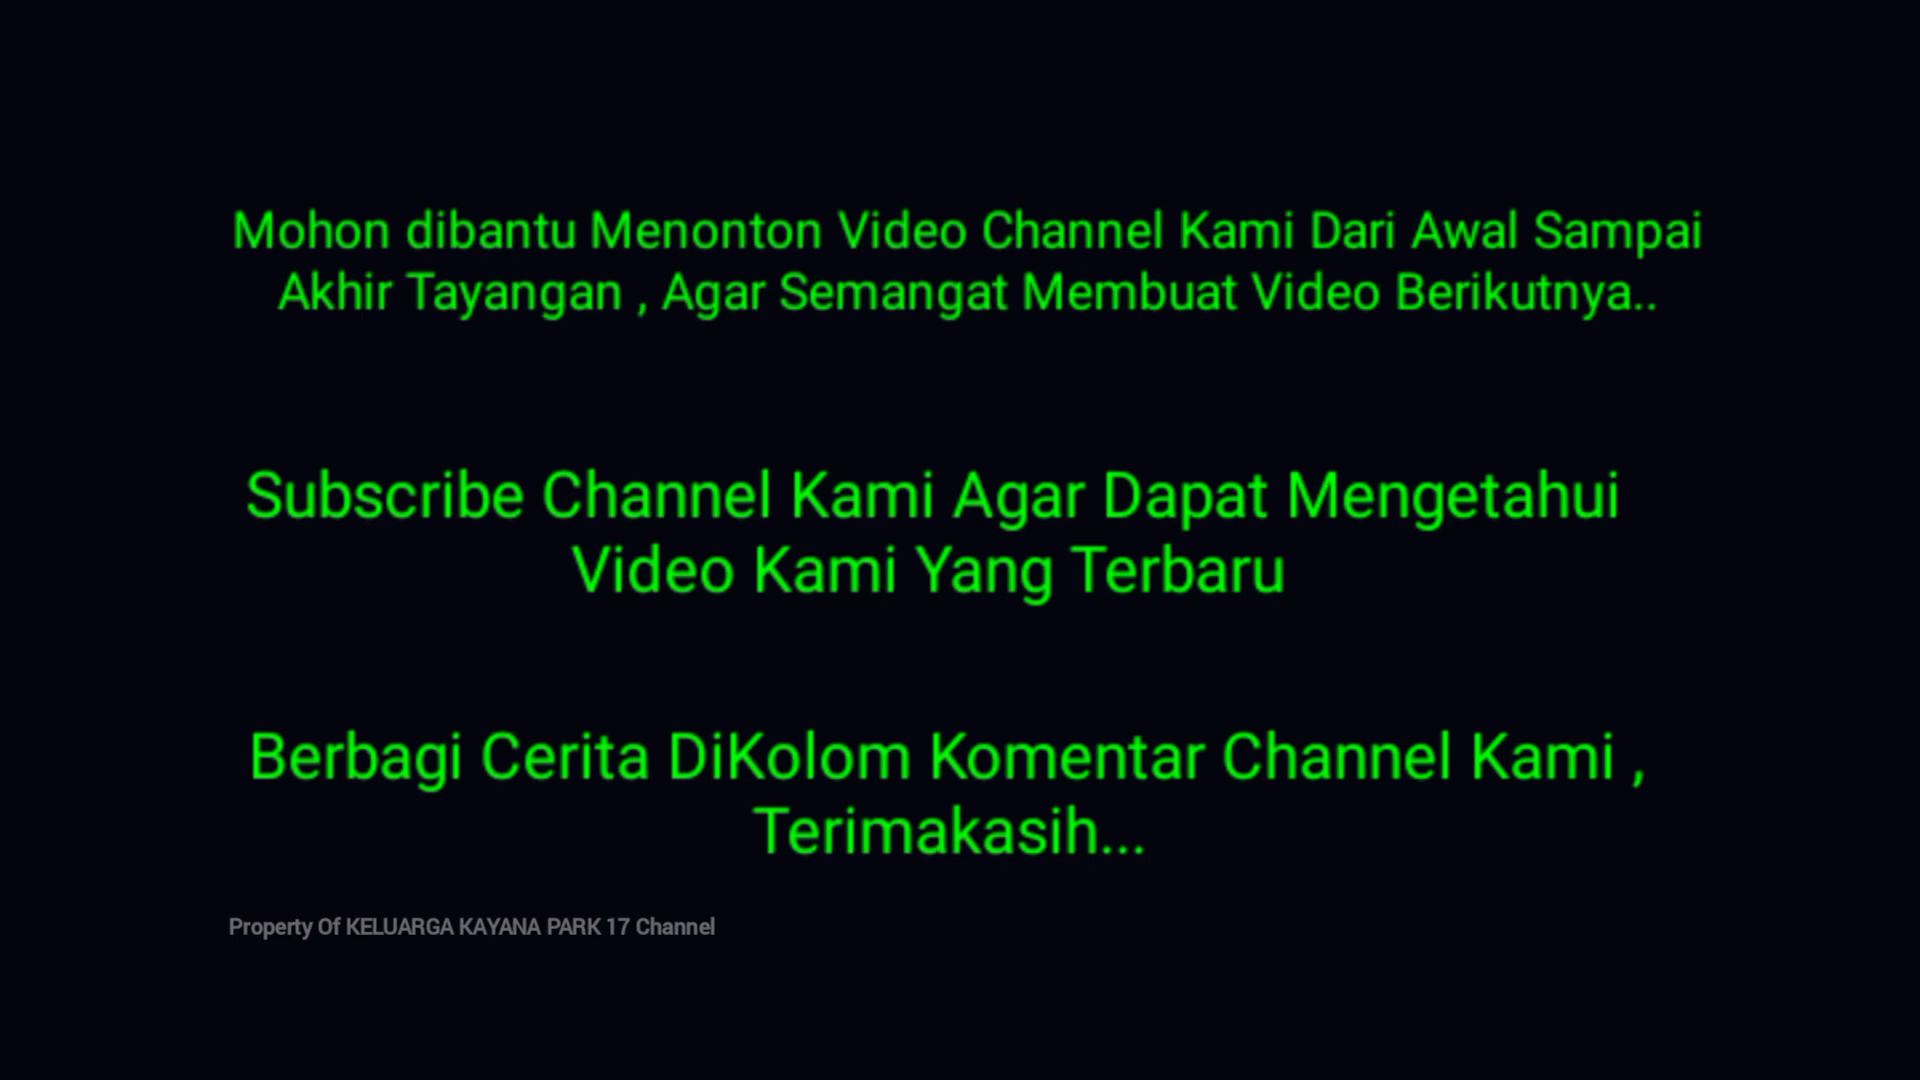 Mohon dibantu Menonton Video Channel Kami Dari Awal Sampai
Akhir Tayangan , Agar Semangat Membuat Video Berikutnya..
Subscribe Channel Kami Agar Dapat Mengetahui
Video Kami Yang Terbaru
Berbagi Cerita DiKolom Komentar Channel Kami ,
Terimakasih...
Property Of KELUARGA KAYANA PARK 17 Channel